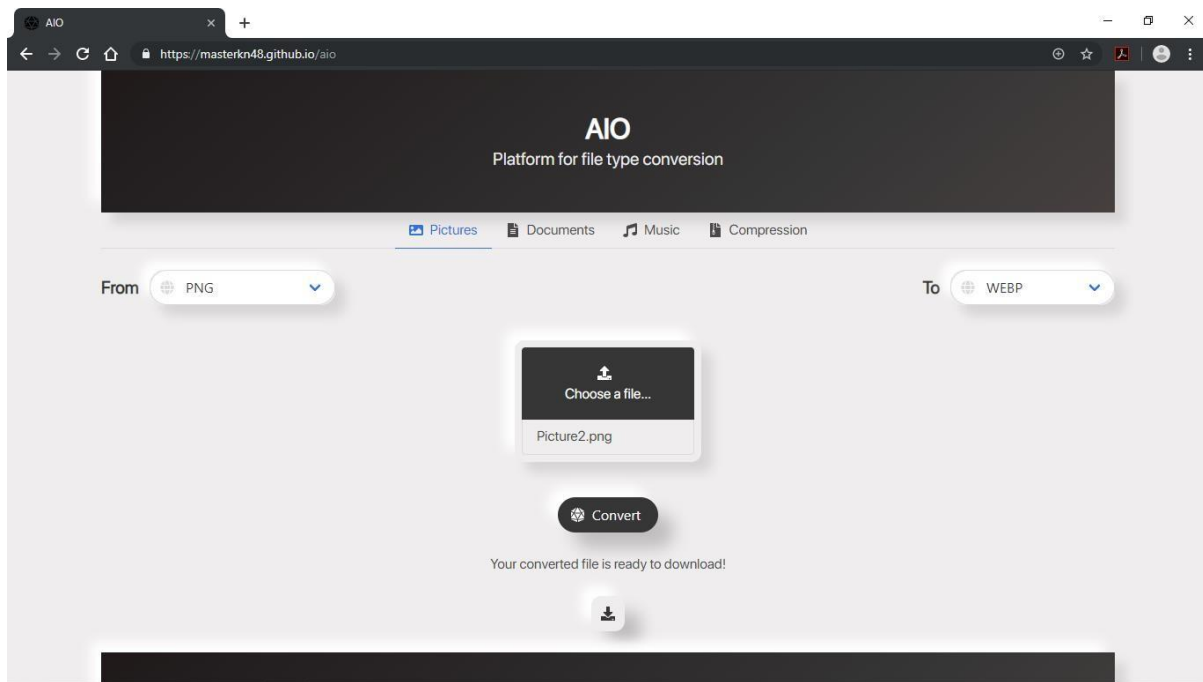 AIO
https://masterkn48.github.io/aio
AIO
Platform for file type conversion
Pictures Documents Music Compression
From PNG To WEBP
Choose a file...
Picture2.png
Convert
Your converted file is ready to download!